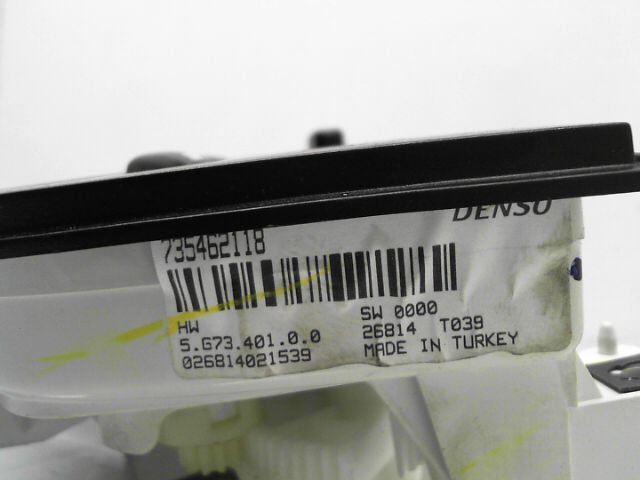 DENSO
735462118
HW
SW 0000
5.G73.401.0.0
26814 T039
026814021539
MADE IN TURKEY